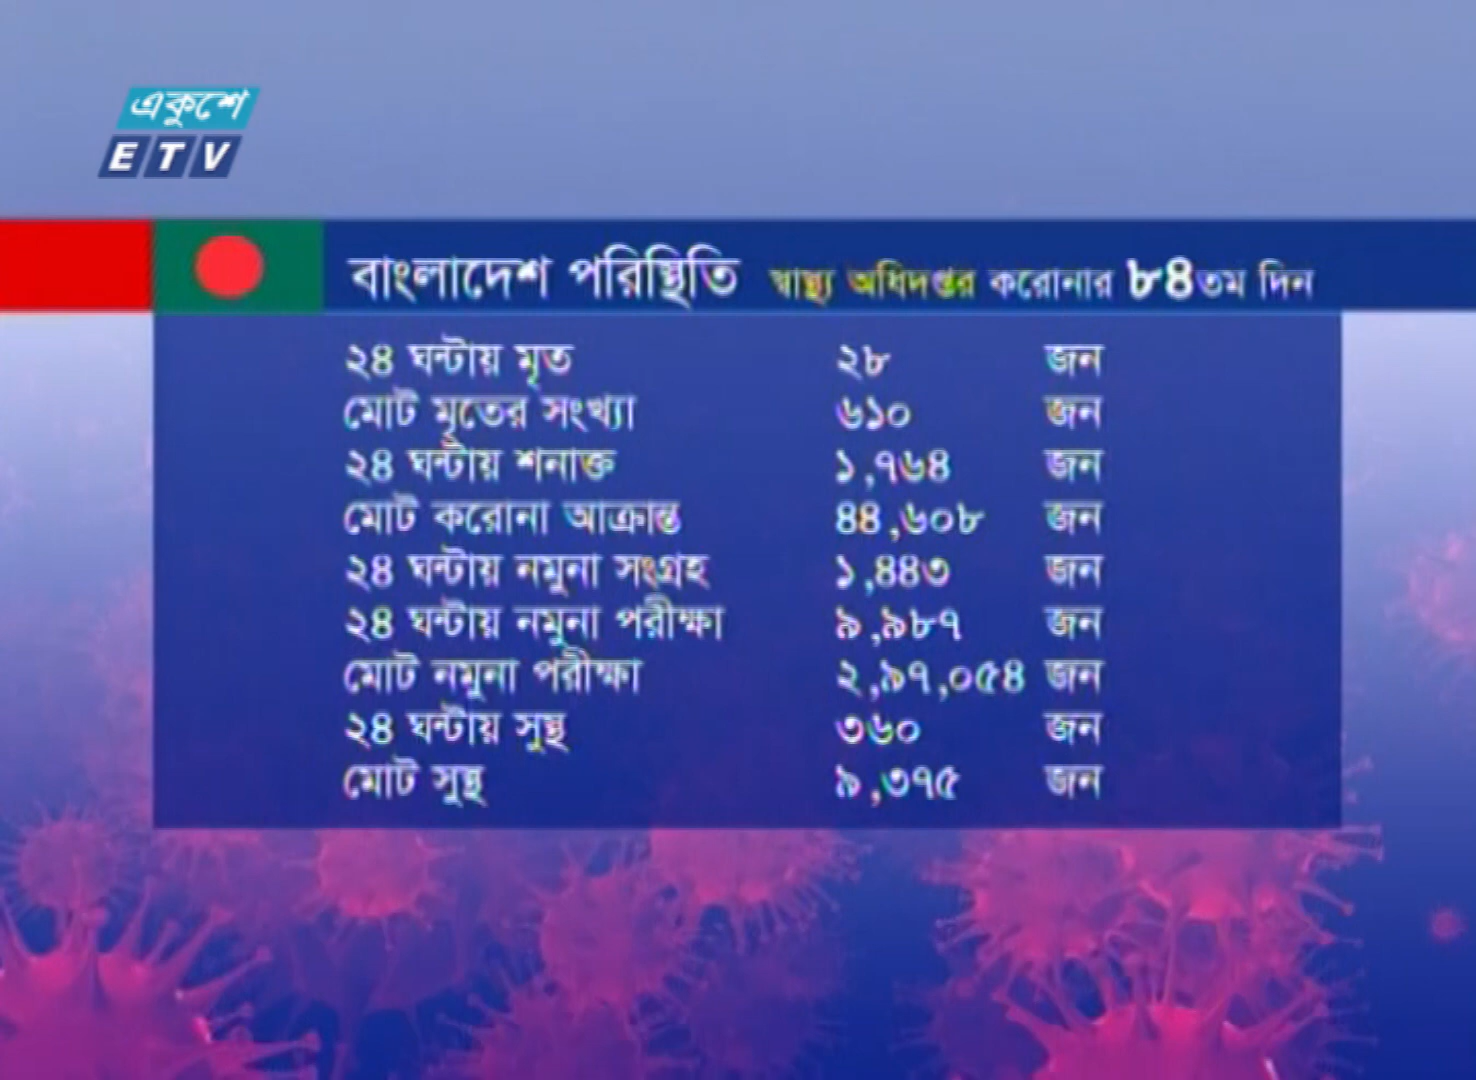 একুশে
ETV
বাংলাদেশ পরিস্থিতি স্বাস্থ্য অধিদপ্তর করোনার ৮৪তম দিন
২৪ ঘন্টায় মৃত ২৮ জন
মোট মৃতের সংখ্যা ৬১০ জন
২৪ ঘন্টায় শনাক্ত ১,৭৬৪ জন
মোট করোনা আক্রান্ত ৪৪,৬০৮ জন
২৪ ঘন্টায় নমুনা সংগ্রহ ১,৪৪৩ জন
২৪ ঘন্টায় নমুনা পরীক্ষা ৯,৯৮৭ জন
মোট নমুনা পরীক্ষা ২,৯৭,০৫৪ জন
২৪ ঘন্টায় সুস্থ ৩৬০ জন
মোট সুস্থ ৯,৩৭৫ জন